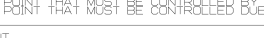 POINT THAT MUST BE CONTROLLED BY
POINT THAT MUST BE CONTROLLED DUE